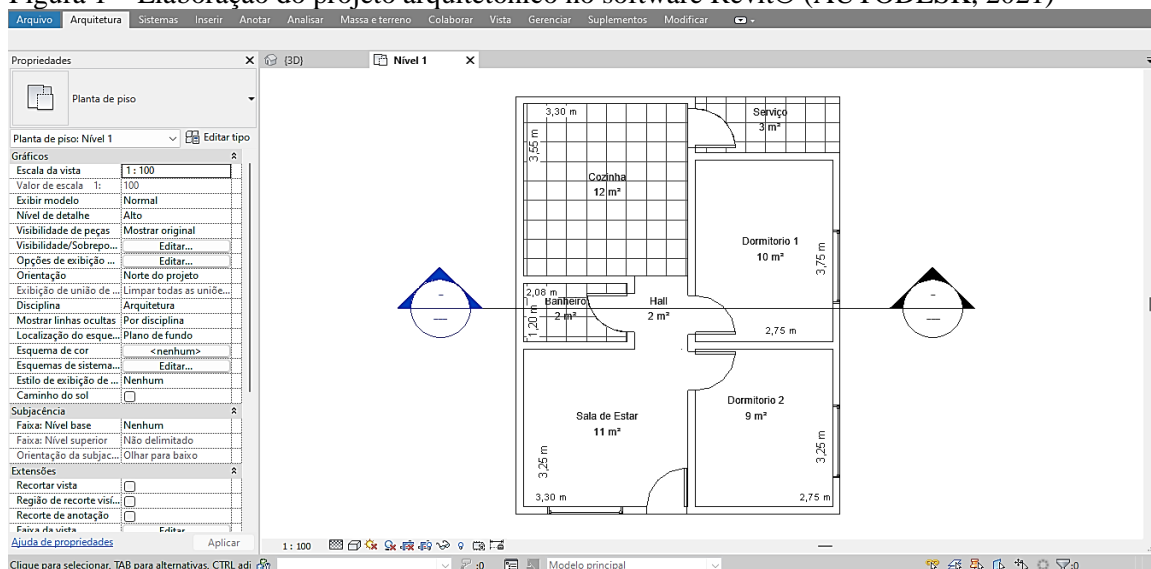 Figura 1 – Elaboração do projeto arquitetônico no software Revit® (AUTODESK, 2021)
Arquivo Arquitetura Sistemas Inserir Anotar Analisar Massa e terreno Colaborar Vista Gerenciar Suplementos Modificar
Propriedades X {3D} Nível 1 X
Planta de piso
Planta de piso: Nível 1 Editar tipo
Gráficos
Escala da vista 1 : 100
Valor de escala 1: 100
Exibir modelo Normal
Nível de detalhe Alto
Visibilidade de peças Mostrar original
Visibilidade/Sobrepo... Editar...
Opções de exibição ... Editar...
Orientação Norte do projeto
Exibição de união de ... Limpar todas as uniõe...
Disciplina Arquitetura
Mostrar linhas ocultas Por disciplina
Localização do esque... Plano de fundo
Esquema de cor <nenhum>
Esquemas de sistema... Editar...
Estilo de exibição de ... Nenhum
Caminho do sol
Subjacência
Faixa: Nível base Nenhum
Faixa: Nível superior Não delimitado
Orientação da subjac... Olhar para baixo
Extensões
Recortar vista
Região de recorte visí...
Recorte de anotação
Faixa da vista Editar...
Ajuda de propriedades Aplicar
3,30 m
3,55 m
Cozinha
12 m²
Serviço
3 m²
Dormitorio 1
10 m²
3,75 m
2,75 m
2,08 m
Banheiro
2 m²
1,20 m
Hall
2 m²
Sala de Estar
11 m²
3,25 m
3,30 m
Dormitorio 2
9 m²
3,25 m
2,75 m
1 : 100
Clique para selecionar, TAB para alternativas, CTRL adi :0 Modelo principal :0